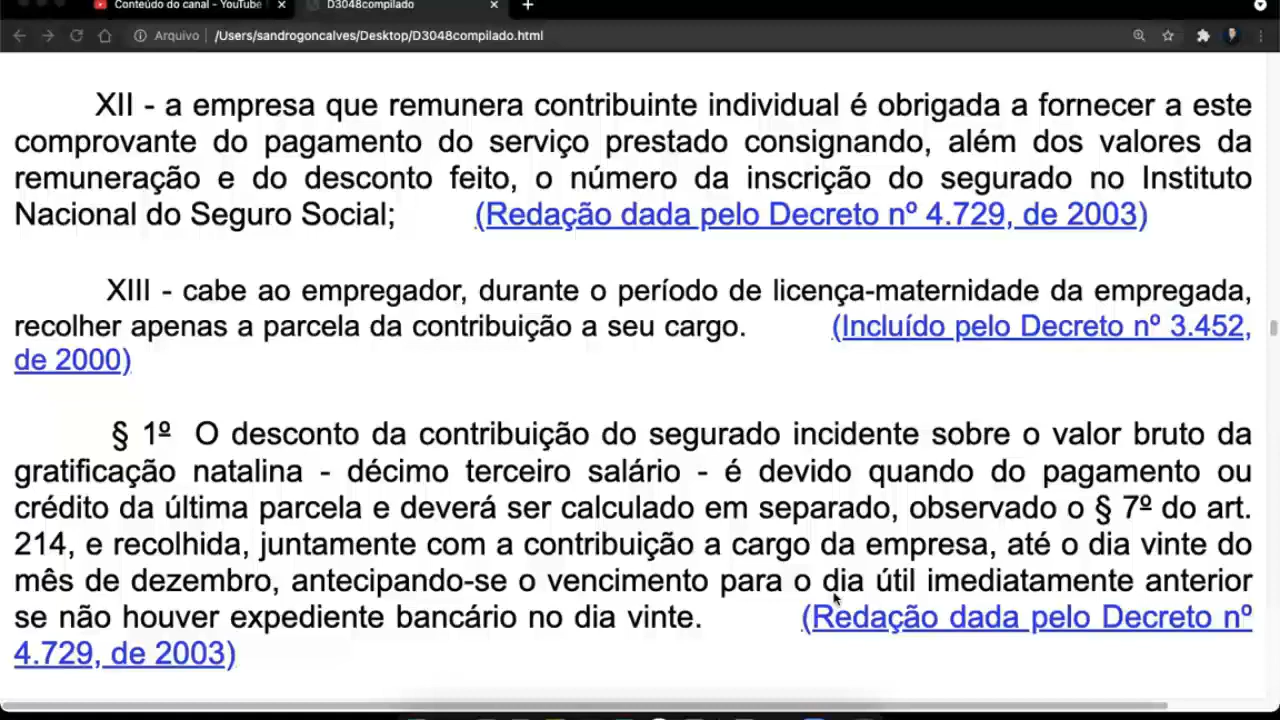 Conteúdo do canal - YouTube
D3048compilado
Arquivo
/Users/sandrogoncalves/Desktop/D3048compilado.html
XII - a empresa que remunera contribuinte individual é obrigada a fornecer a este
comprovante do pagamento do serviço prestado consignando, além dos valores da
remuneração e do desconto feito, o número da inscrição do segurado no Instituto
Nacional do Seguro Social; (Redação dada pelo Decreto nº 4.729, de 2003)
XIII - cabe ao empregador, durante o período de licença-maternidade da empregada,
recolher apenas a parcela da contribuição a seu cargo. (Incluído pelo Decreto nº 3.452,
de 2000)
§ 1º O desconto da contribuição do segurado incidente sobre o valor bruto da
gratificação natalina - décimo terceiro salário - é devido quando do pagamento ou
crédito da última parcela e deverá ser calculado em separado, observado o § 7º do art.
214, e recolhida, juntamente com a contribuição a cargo da empresa, até o dia vinte do
mês de dezembro, antecipando-se o vencimento para o dia útil imediatamente anterior
se não houver expediente bancário no dia vinte. (Redação dada pelo Decreto nº
4.729, de 2003)